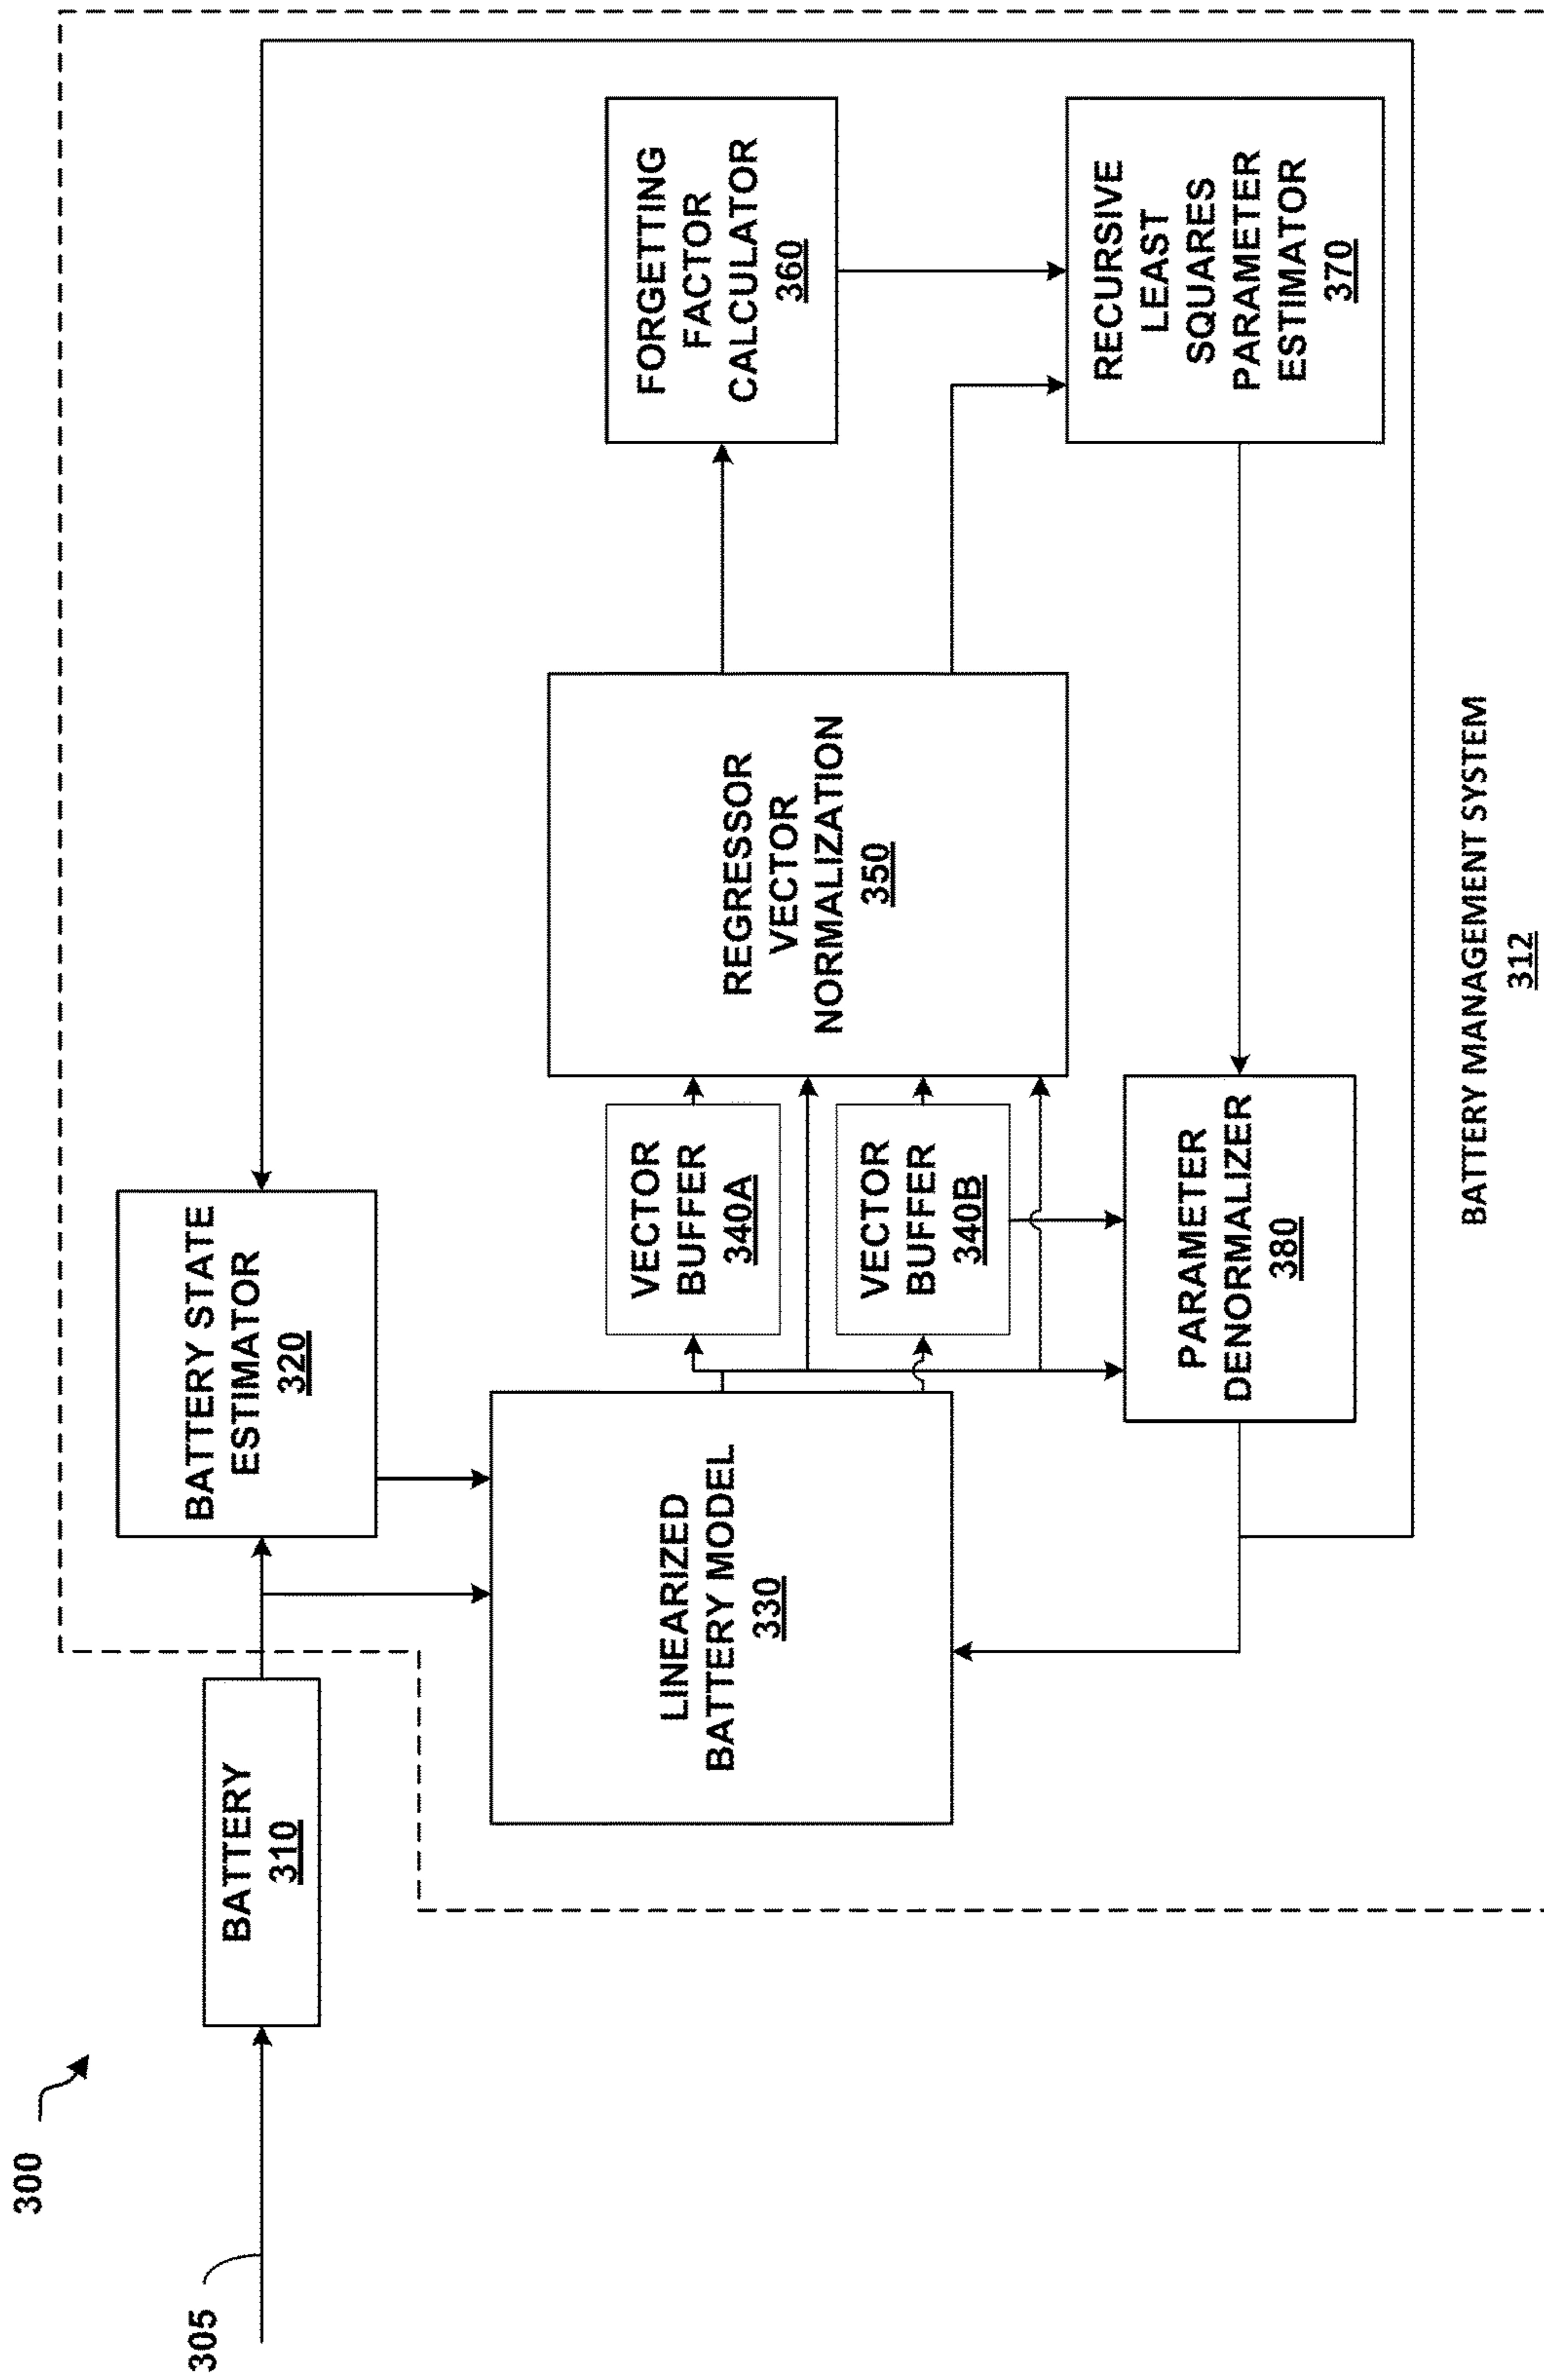 300
305
BATTERY
310
BATTERY STATE
ESTIMATOR
320
LINEARIZED
BATTERY MODEL
330
VECTOR
BUFFER
340A
VECTOR
BUFFER
340B
REGRESSOR
VECTOR
NORMALIZATION
350
FORGETTING
FACTOR
CALCULATOR
360
RECURSIVE
LEAST
SQUARES
PARAMETER
ESTIMATOR
370
PARAMETER
DENORMALIZER
380
BATTERY MANAGEMENT SYSTEM
312